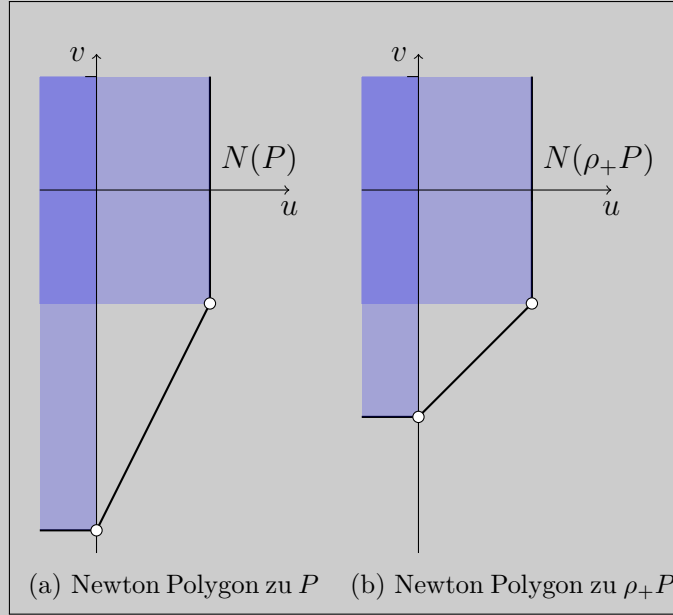 v
N(P)
u
(a) Newton Polygon zu P
v
N(ρ₊P)
u
(b) Newton Polygon zu ρ₊P